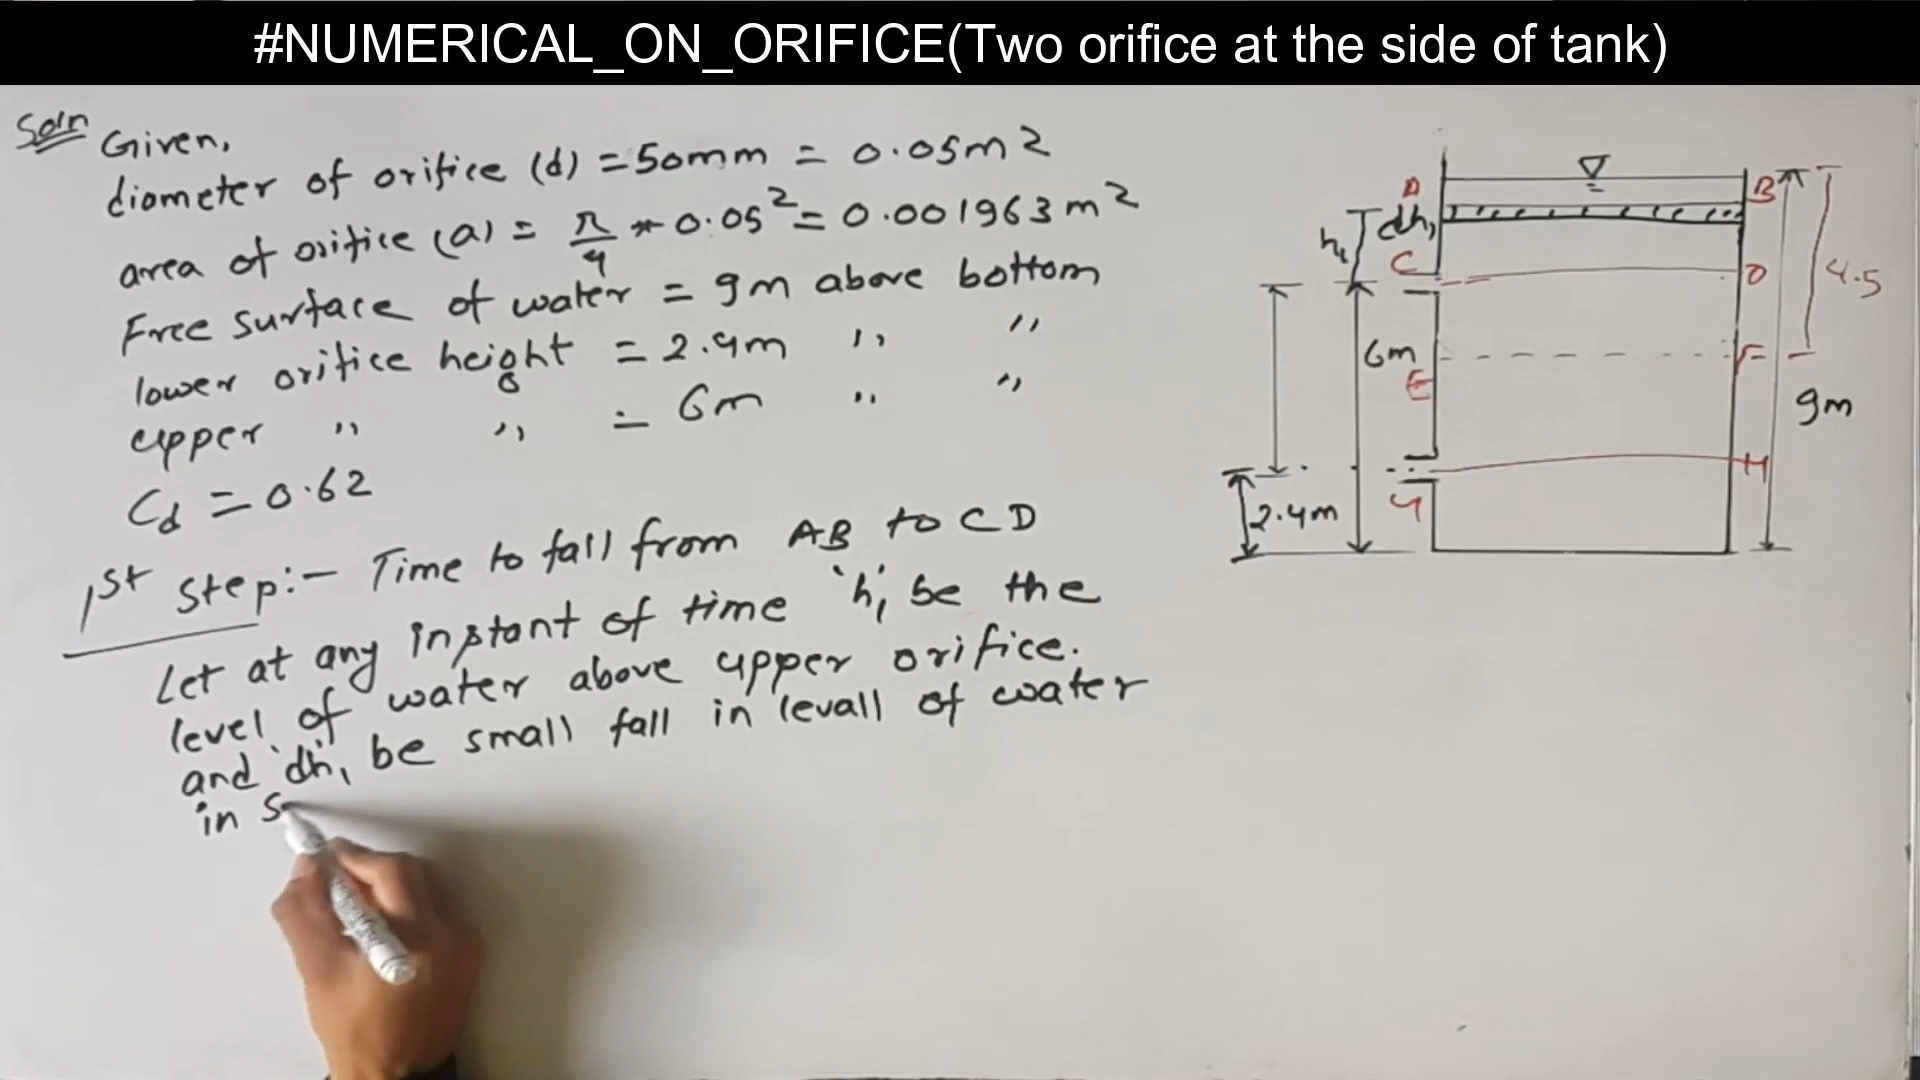 #NUMERICAL_ON_ORIFICE(Two orifice at the side of tank)
Soln Given,
diometer of orifice (d) = 50mm = 0.05m2
area of orifice (a) = π/4 * 0.05² = 0.001963 m²
Free surface of water = 9m above bottom
lower orifice height = 2.4m " "
upper " " = 6m " "
Cd = 0.62
1st Step:- Time to fall from AB to CD
Let at any instant of time 'h₁' be the
level of water above upper orifice.
and 'dh₁' be small fall in levall of water
in s
A
B
dh₁
h₁
C
D
4.5
6m
E
F
9m
H
G
2.4m